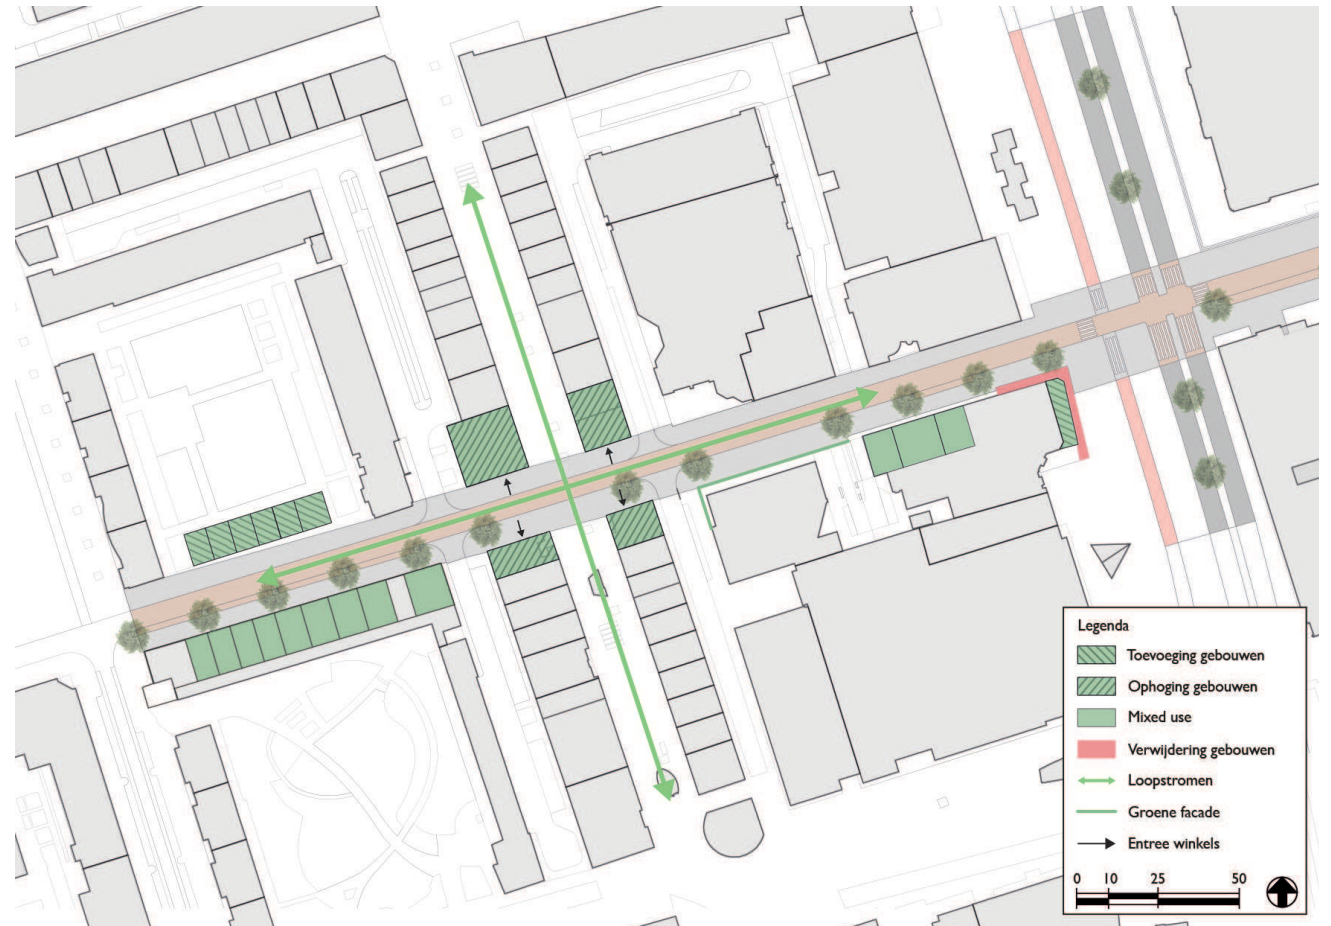 Legenda
Toevoeging gebouwen
Ophoging gebouwen
Mixed use
Verwijdering gebouwen
Loopstromen
Groene facade
Entree winkels
0 10 25 50